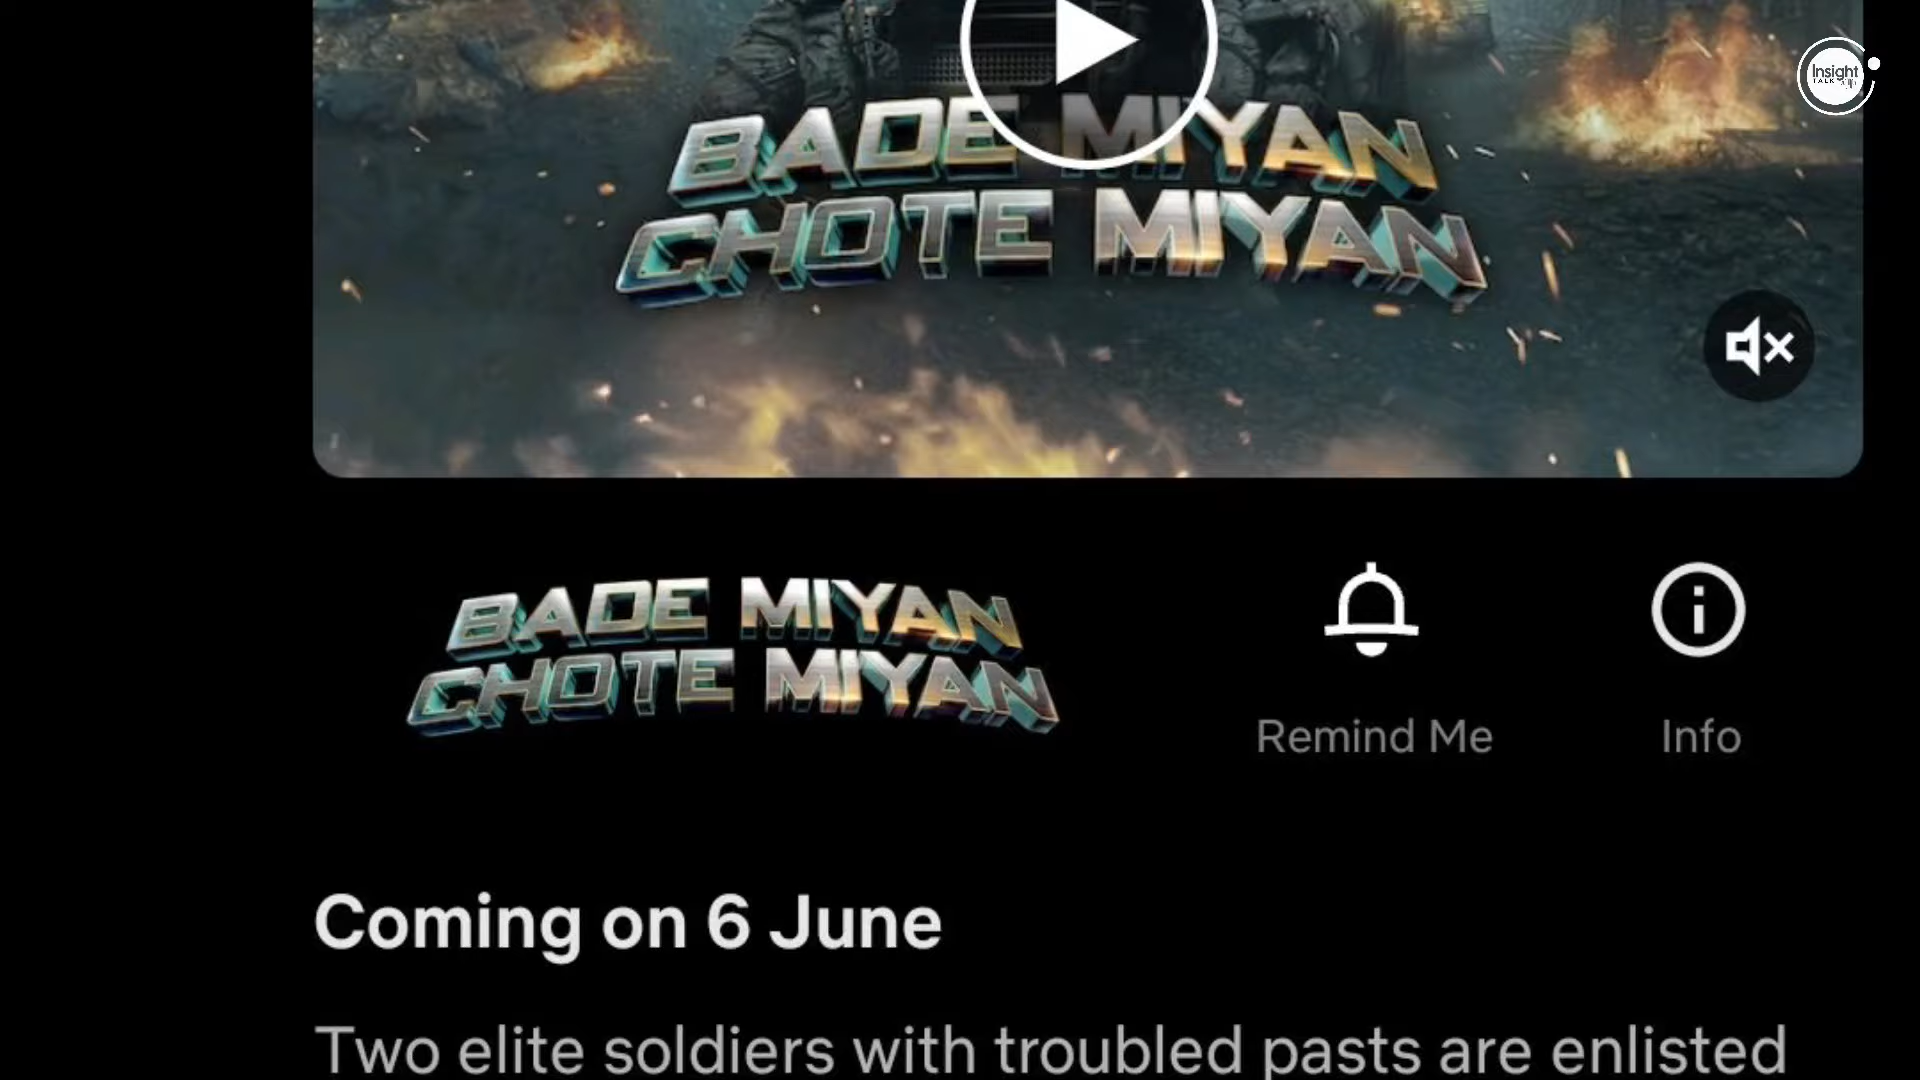 Insight
TALK
BADE MIYAN
CHOTE MIYAN
BADE MIYAN
CHOTE MIYAN
Remind Me
Info
Coming on 6 June
Two elite soldiers with troubled pasts are enlisted